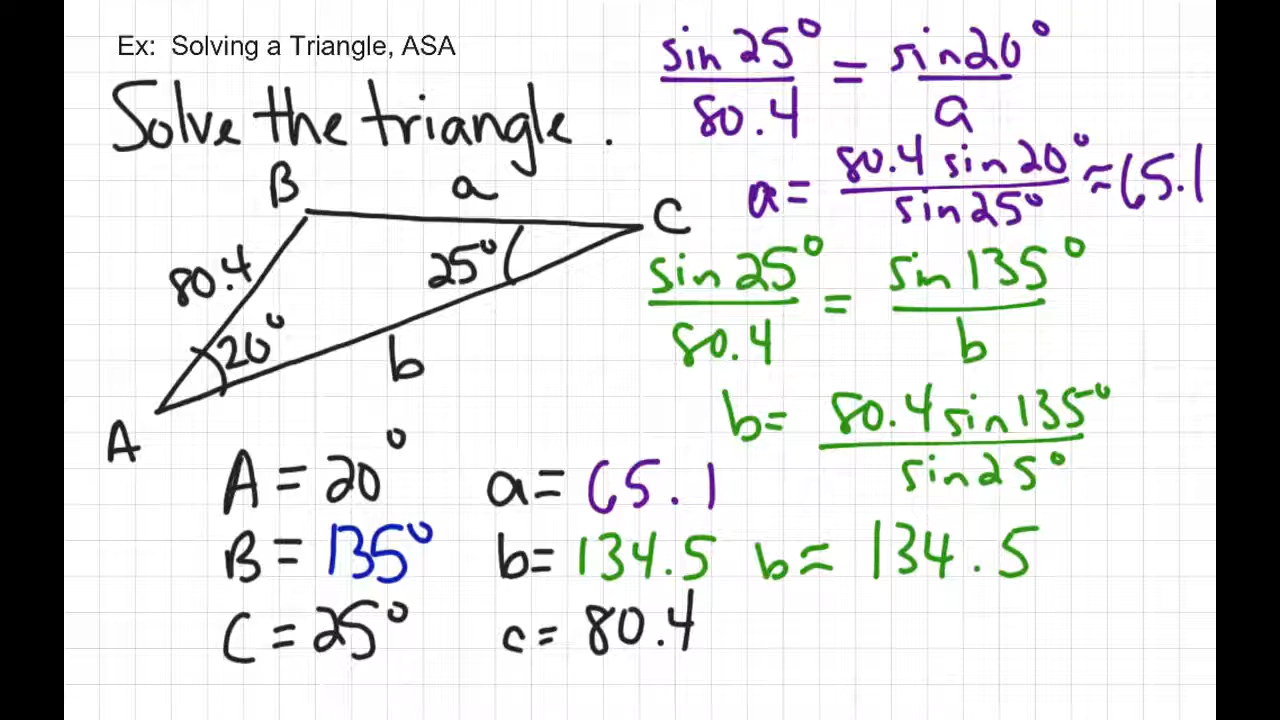 Ex: Solving a Triangle, ASA
Solve the triangle.
B
a
C
80.4
25°
20°
b
A
A = 20°
a = 65.1
B = 135°
b = 134.5
C = 25°
c = 80.4
sin 25° / 80.4 = sin 20° / a
a = 80.4 sin 20° / sin 25° ≈ 65.1
sin 25° / 80.4 = sin 135° / b
b = 80.4 sin 135° / sin 25°
b ≈ 134.5